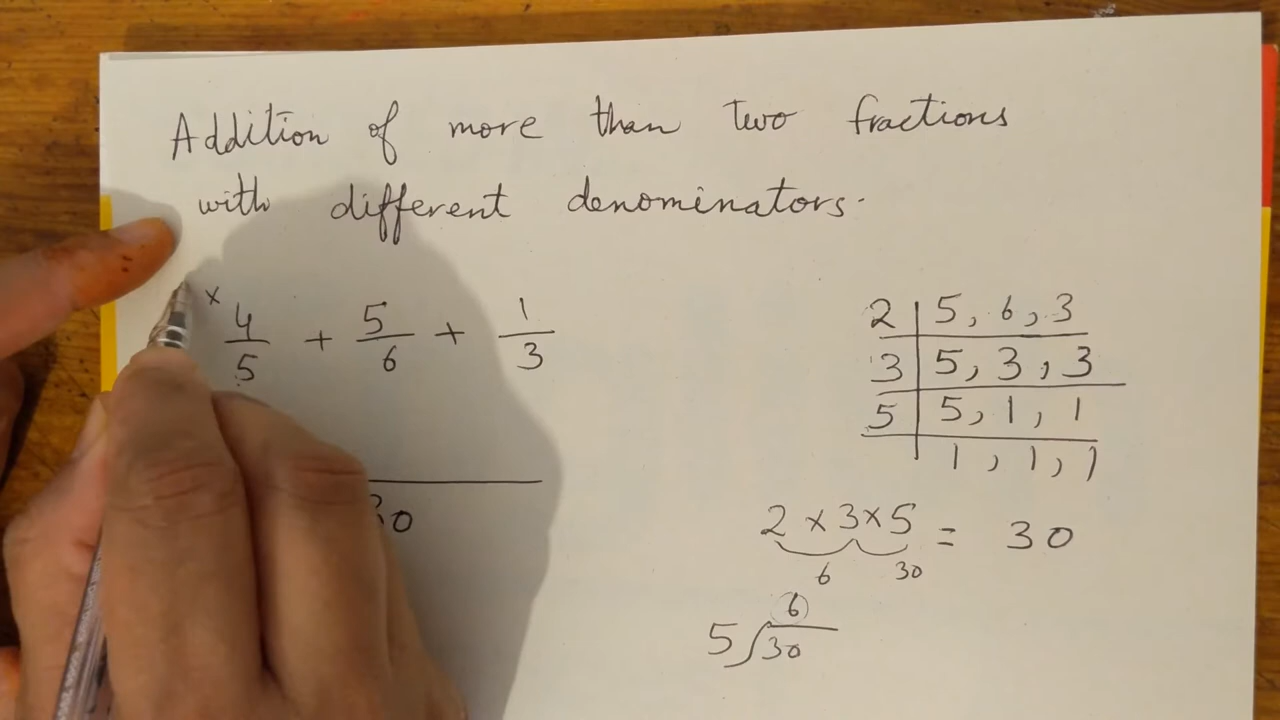 Addition of more than two fractions
with different denominators.
× 4/5 + 5/6 + 1/3
30
2 | 5, 6, 3
3 | 5, 3, 3
5 | 5, 1, 1
1, 1, 1
2 × 3 × 5 = 30
6 30
6
5 30